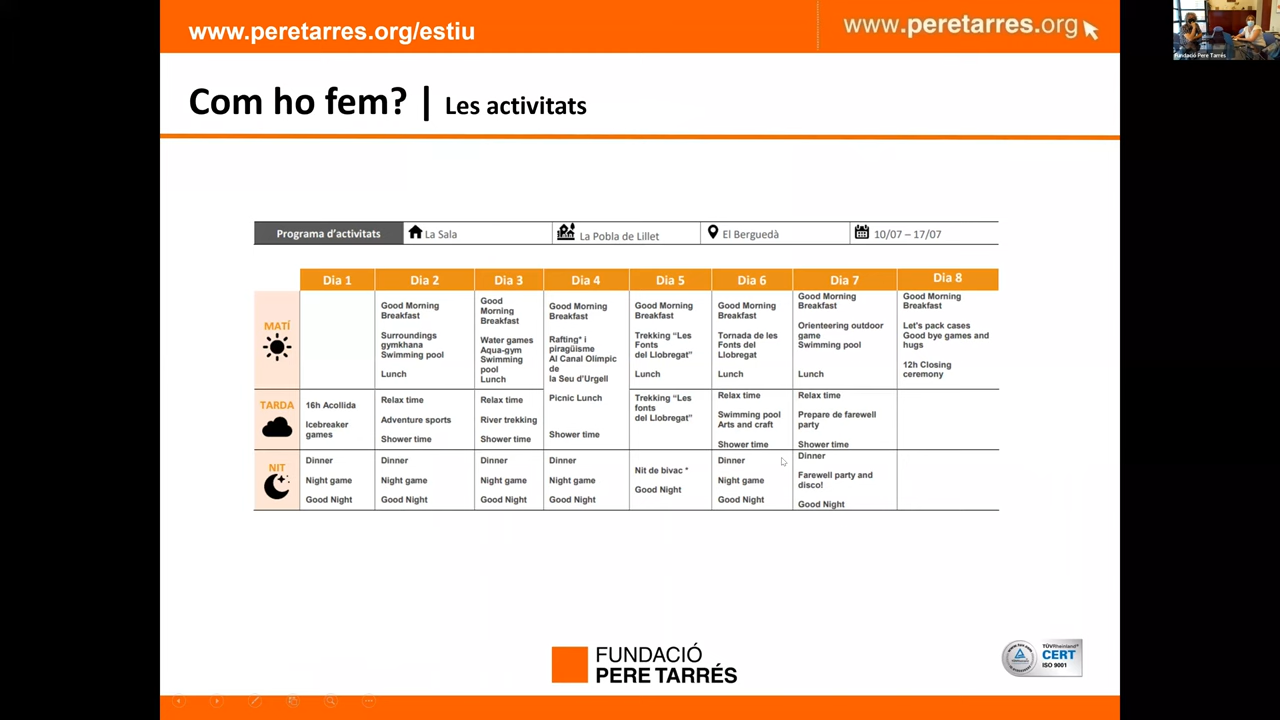 www.peretarres.org/estiu
www.peretarres.org
Fundació Pere Tarrés
Com ho fem? | Les activitats
Programa d'activitats
La Sala
La Pobla de Lillet
El Berguedà
10/07 – 17/07
Dia 1
Dia 2
Dia 3
Dia 4
Dia 5
Dia 6
Dia 7
Dia 8
MATÍ
Good Morning
Breakfast
Surroundings
gymkhana
Swimming pool
Lunch
Good
Morning
Breakfast
Water games
Aqua-gym
Swimming
pool
Lunch
Good Morning
Breakfast
Rafting* i
piragüisme
Al Canal Olimpic
de
la Seu d'Urgell
Good Morning
Breakfast
Trekking "Les
Fonts
del Llobregat"
Lunch
Good Morning
Breakfast
Tornada de les
Fonts del
Llobregat
Lunch
Good Morning
Breakfast
Orienteering outdoor
game
Swimming pool
Lunch
Good Morning
Breakfast
Let's pack cases
Good bye games and
hugs
12h Closing
ceremony
TARDA
16h Acollida
Icebreaker
games
Relax time
Adventure sports
Shower time
Relax time
River trekking
Shower time
Picnic Lunch
Shower time
Trekking "Les
fonts
del Llobregat"
Relax time
Swimming pool
Arts and craft
Shower time
Relax time
Prepare de farewell
party
Shower time
NIT
Dinner
Night game
Good Night
Dinner
Night game
Good Night
Dinner
Night game
Good Night
Dinner
Night game
Good Night
Nit de bivac *
Good Night
Dinner
Night game
Good Night
Dinner
Farewell party and
disco!
Good Night
FUNDACIÓ
PERE TARRÉS
TÜVRheinland
CERT
ISO 9001